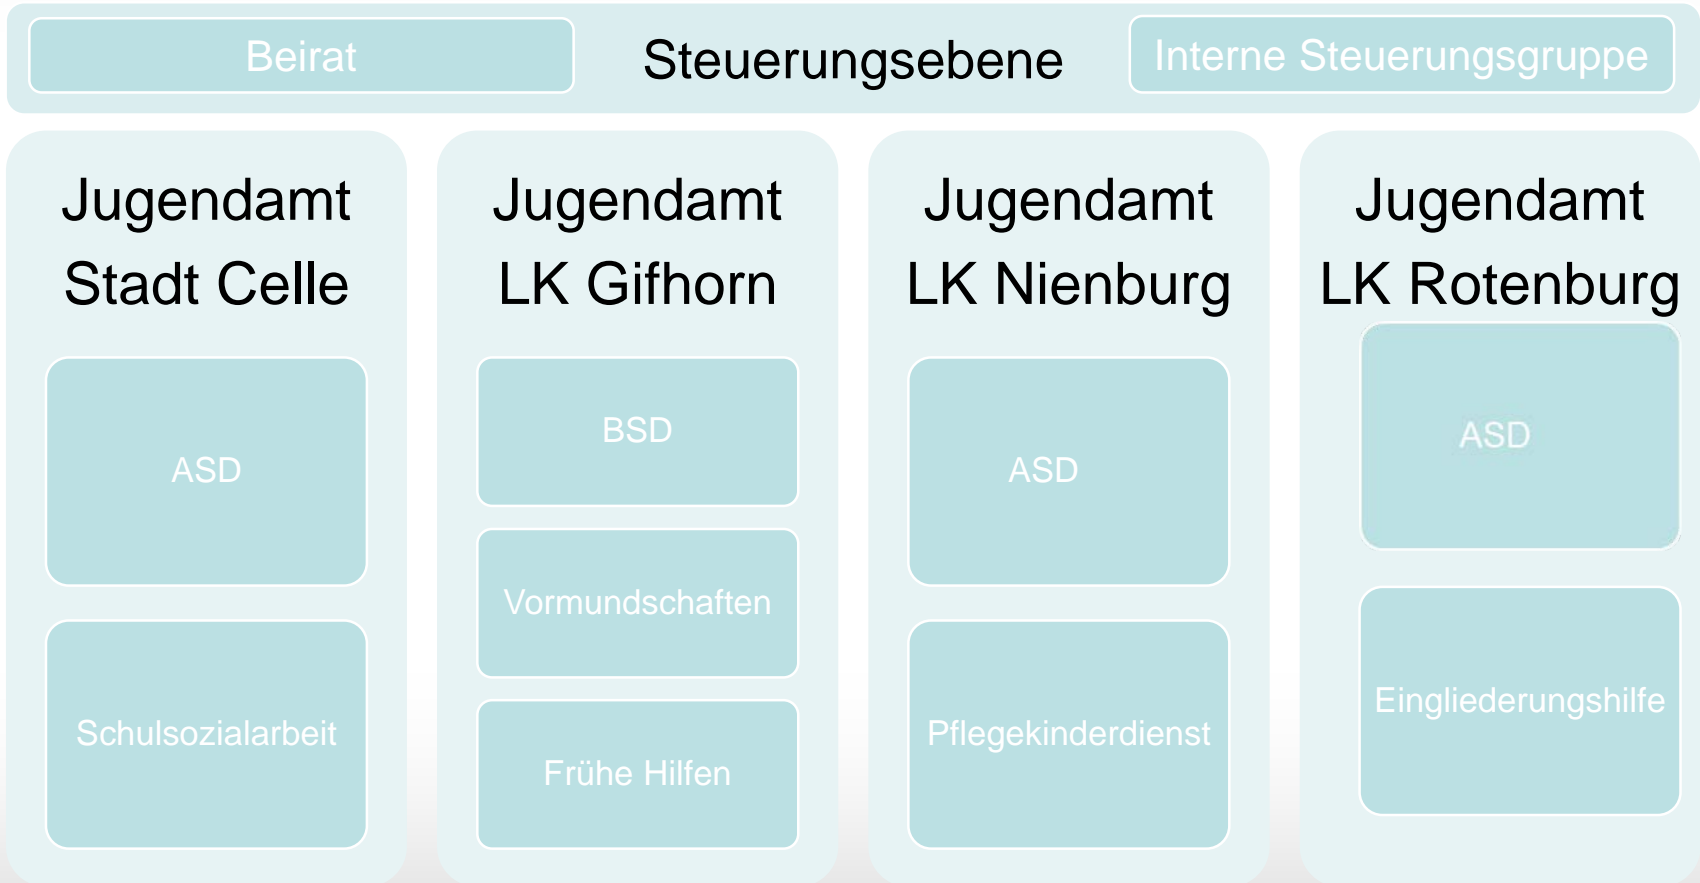 Beirat
Steuerungsebene
Interne Steuerungsgruppe
Jugendamt
Stadt Celle
ASD
Schulsozialarbeit
Jugendamt
LK Gifhorn
BSD
Vormundschaften
Frühe Hilfen
Jugendamt
LK Nienburg
ASD
Pflegekinderdienst
Jugendamt
LK Rotenburg
ASD
Eingliederungshilfe